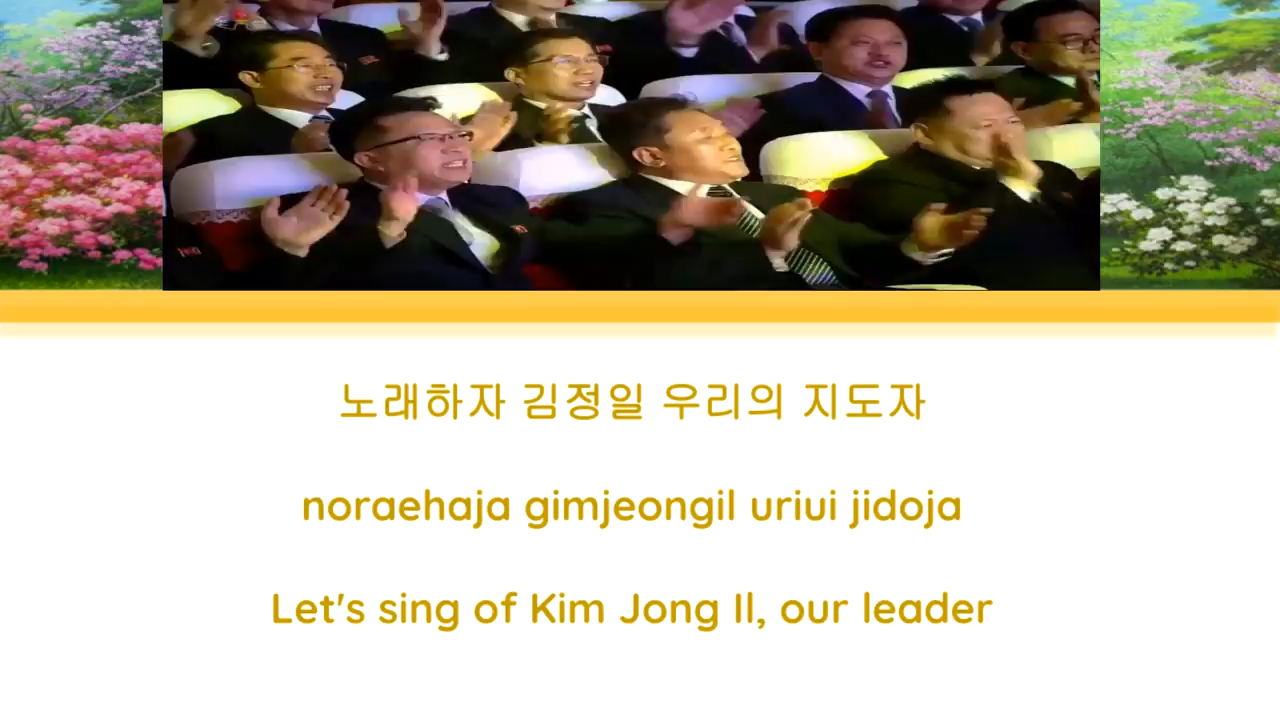 노래하자 김정일 우리의 지도자
noraehaja gimjeongil uriui jidoja
Let's sing of Kim Jong Il, our leader